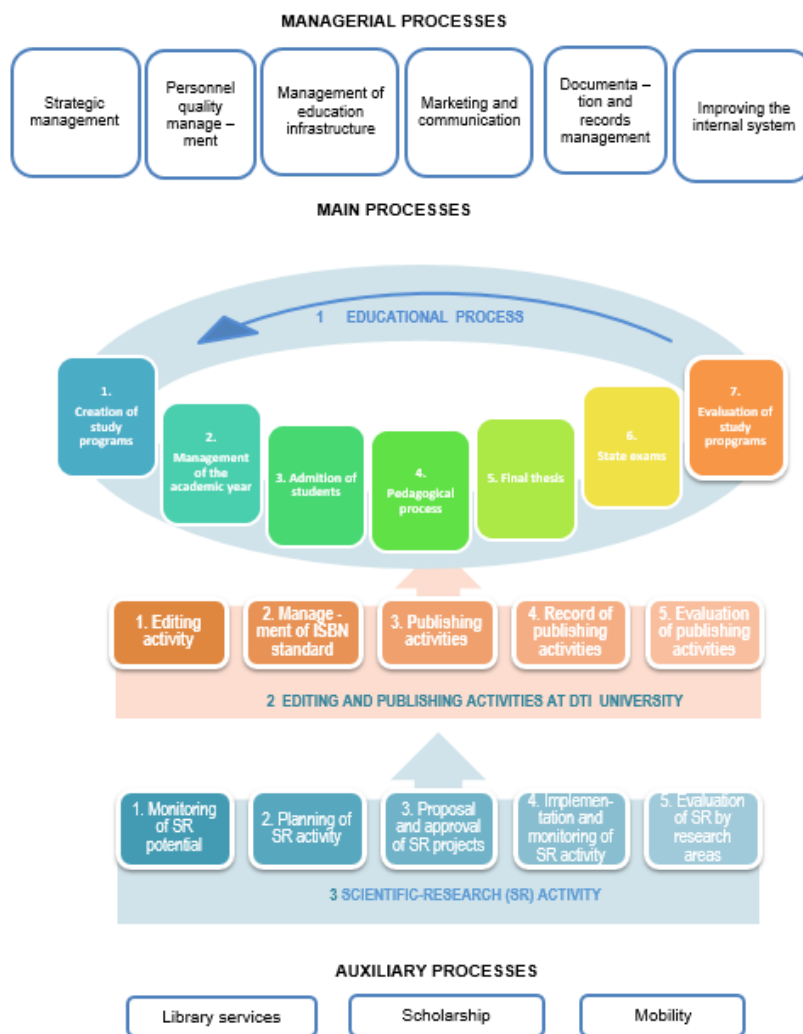 MANAGERIAL PROCESSES
Strategic
management
Personnel
quality
manage –
ment
Management of
education
infrastructure
Marketing and
communication
Documenta –
tion and
records
management
Improving the
internal system
MAIN PROCESSES
1 EDUCATIONAL PROCESS
1.
Creation of
study
programs
2.
Management
of the
academic year
3. Admition of
students
4.
Pedagogical
process
5. Final thesis
6.
State exams
7.
Evaluation of
study
propgrams
1. Editing
activity
2. Manage -
ment of ISBN
standard
3. Publishing
activities
4. Record of
publishing
activities
5. Evaluation
of publishing
activities
2 EDITING AND PUBLISHING ACTIVITIES AT DTI UNIVERSITY
1. Monitoring
of SR
potential
2. Planning of
SR activity
3. Proposal
and approval
of SR projects
4. Implemen-
tation and
monitoring of
SR activity
5. Evaluation
of SR by
research
areas
3 SCIENTIFIC-RESEARCH (SR) ACTIVITY
AUXILIARY PROCESSES
Library services
Scholarship
Mobility